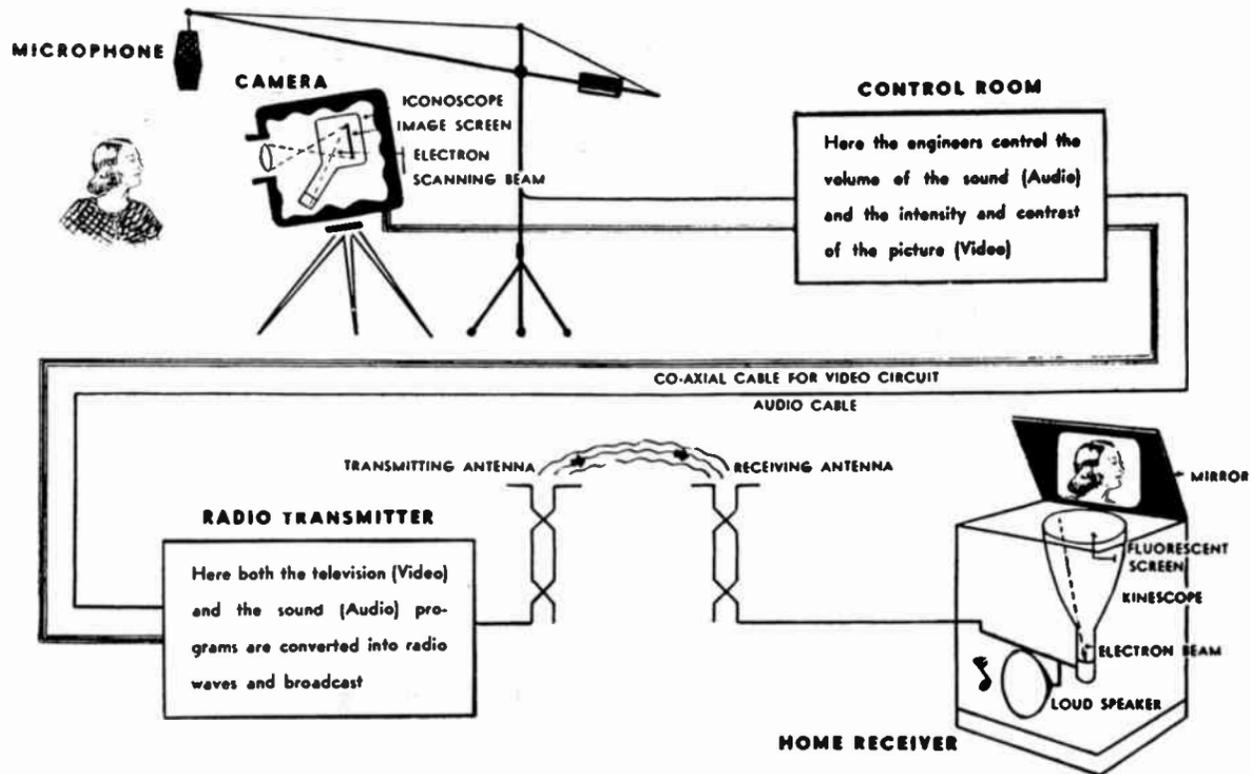 MICROPHONE
CAMERA
ICONOSCOPE
IMAGE SCREEN
ELECTRON
SCANNING BEAM
CONTROL ROOM
Here the engineers control the
volume of the sound (Audio)
and the intensity and contrast
of the picture (Video)
CO-AXIAL CABLE FOR VIDEO CIRCUIT
AUDIO CABLE
TRANSMITTING ANTENNA
RECEIVING ANTENNA
MIRROR
RADIO TRANSMITTER
Here both the television (Video)
and the sound (Audio) pro-
grams are converted into radio
waves and broadcast
FLUORESCENT
SCREEN
KINESCOPE
ELECTRON BEAM
LOUD SPEAKER
HOME RECEIVER